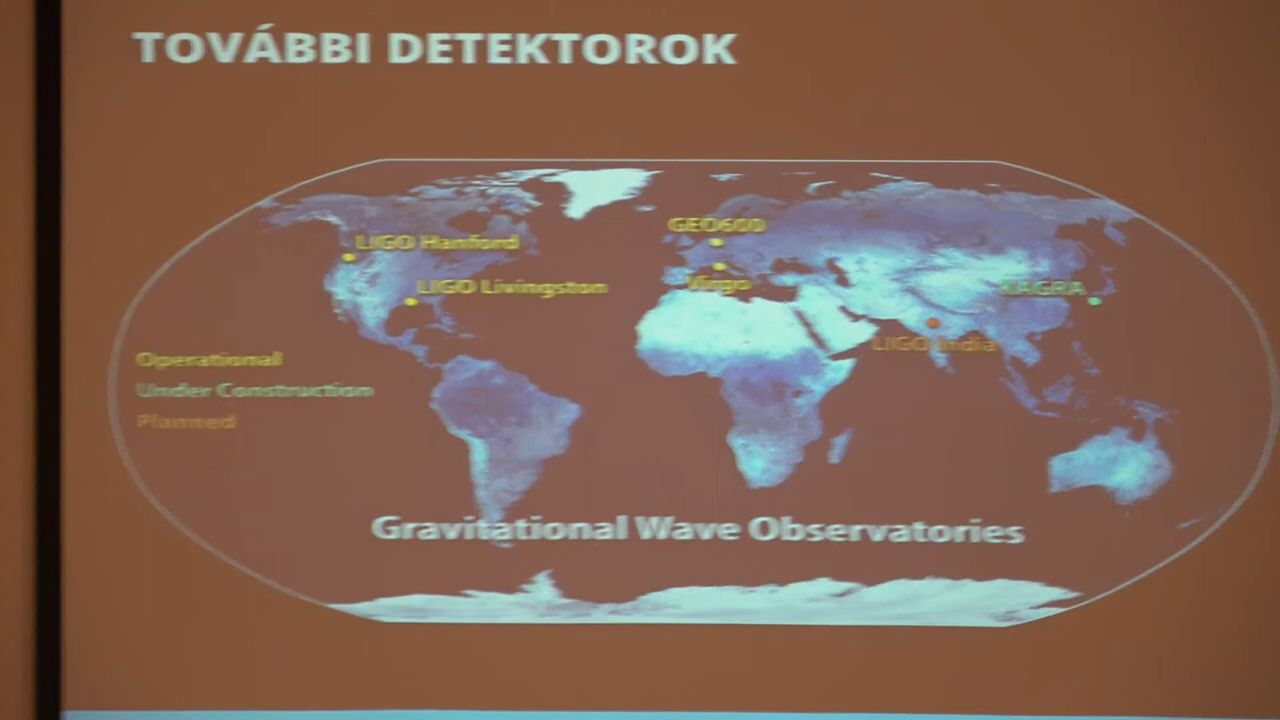 TOVÁBBI DETEKTOROK
GEO600
LIGO Hanford
LIGO Livingston
Virgo
KAGRA
LIGO India
Operational
Under Construction
Planned
Gravitational Wave Observatories